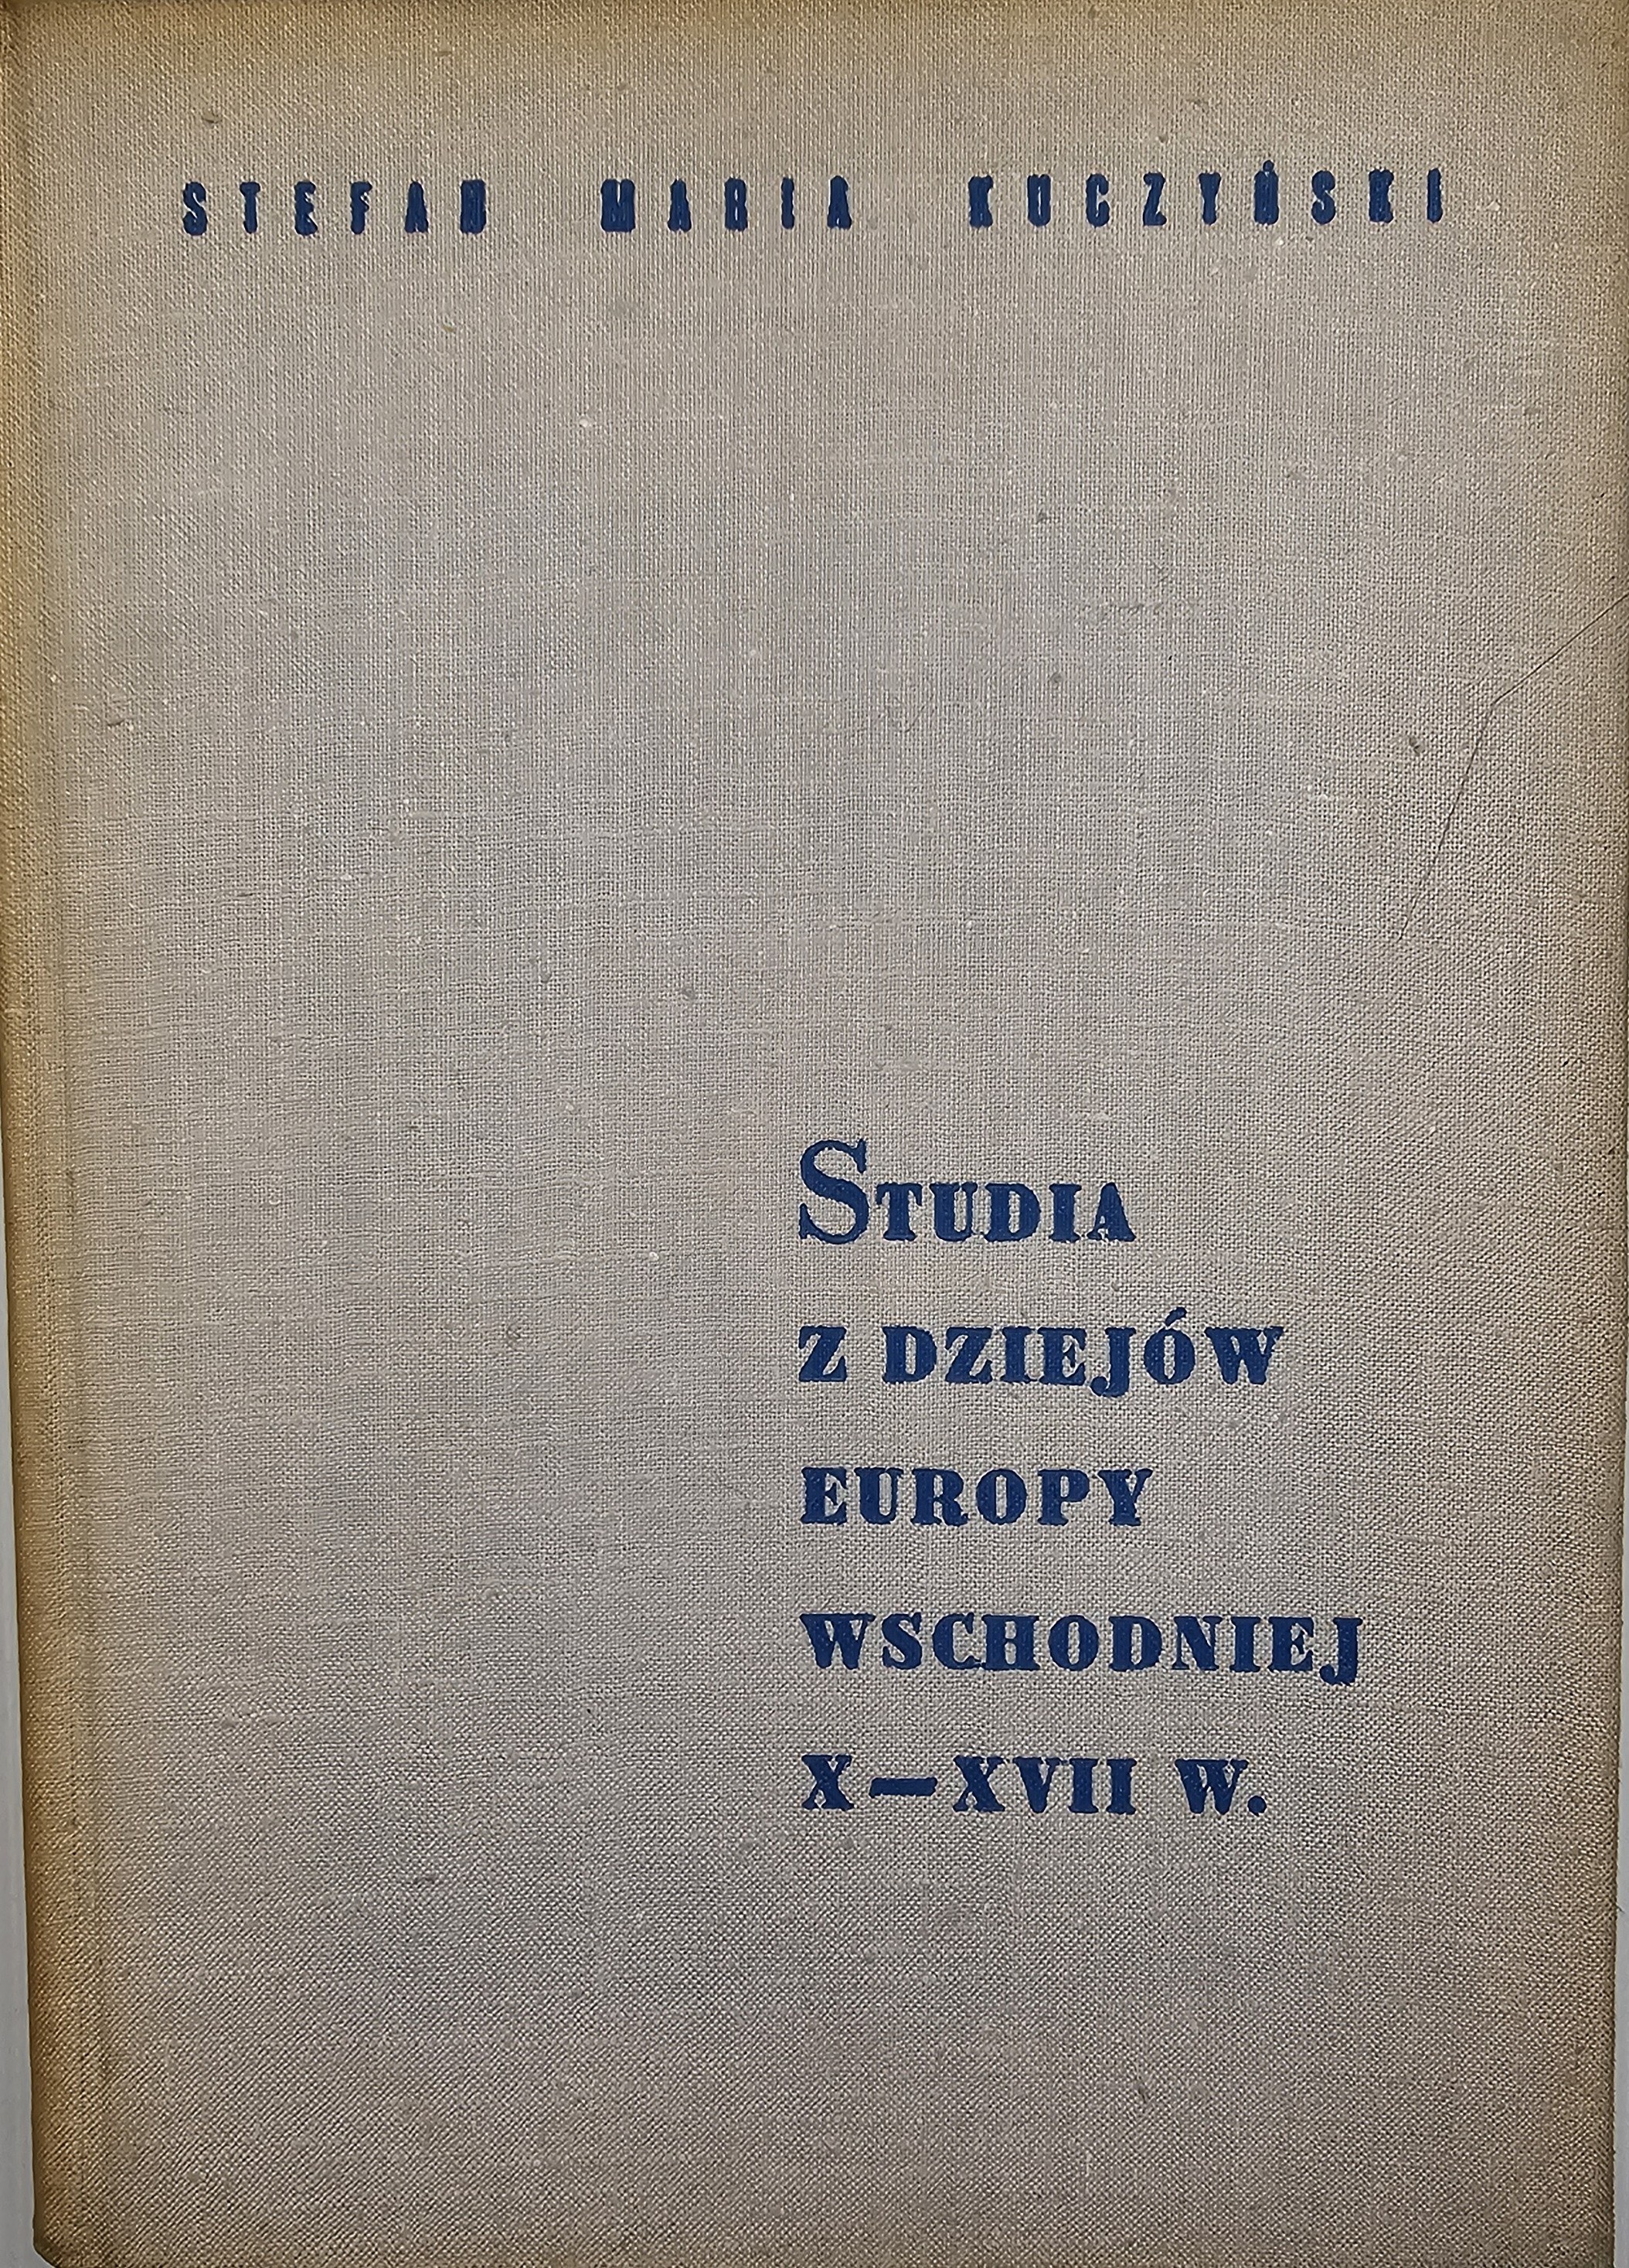 STEFAN MARIA KUCZYŃSKI
STUDIA
Z DZIEJÓW
EUROPY
WSCHODNIEJ
X—XVII W.